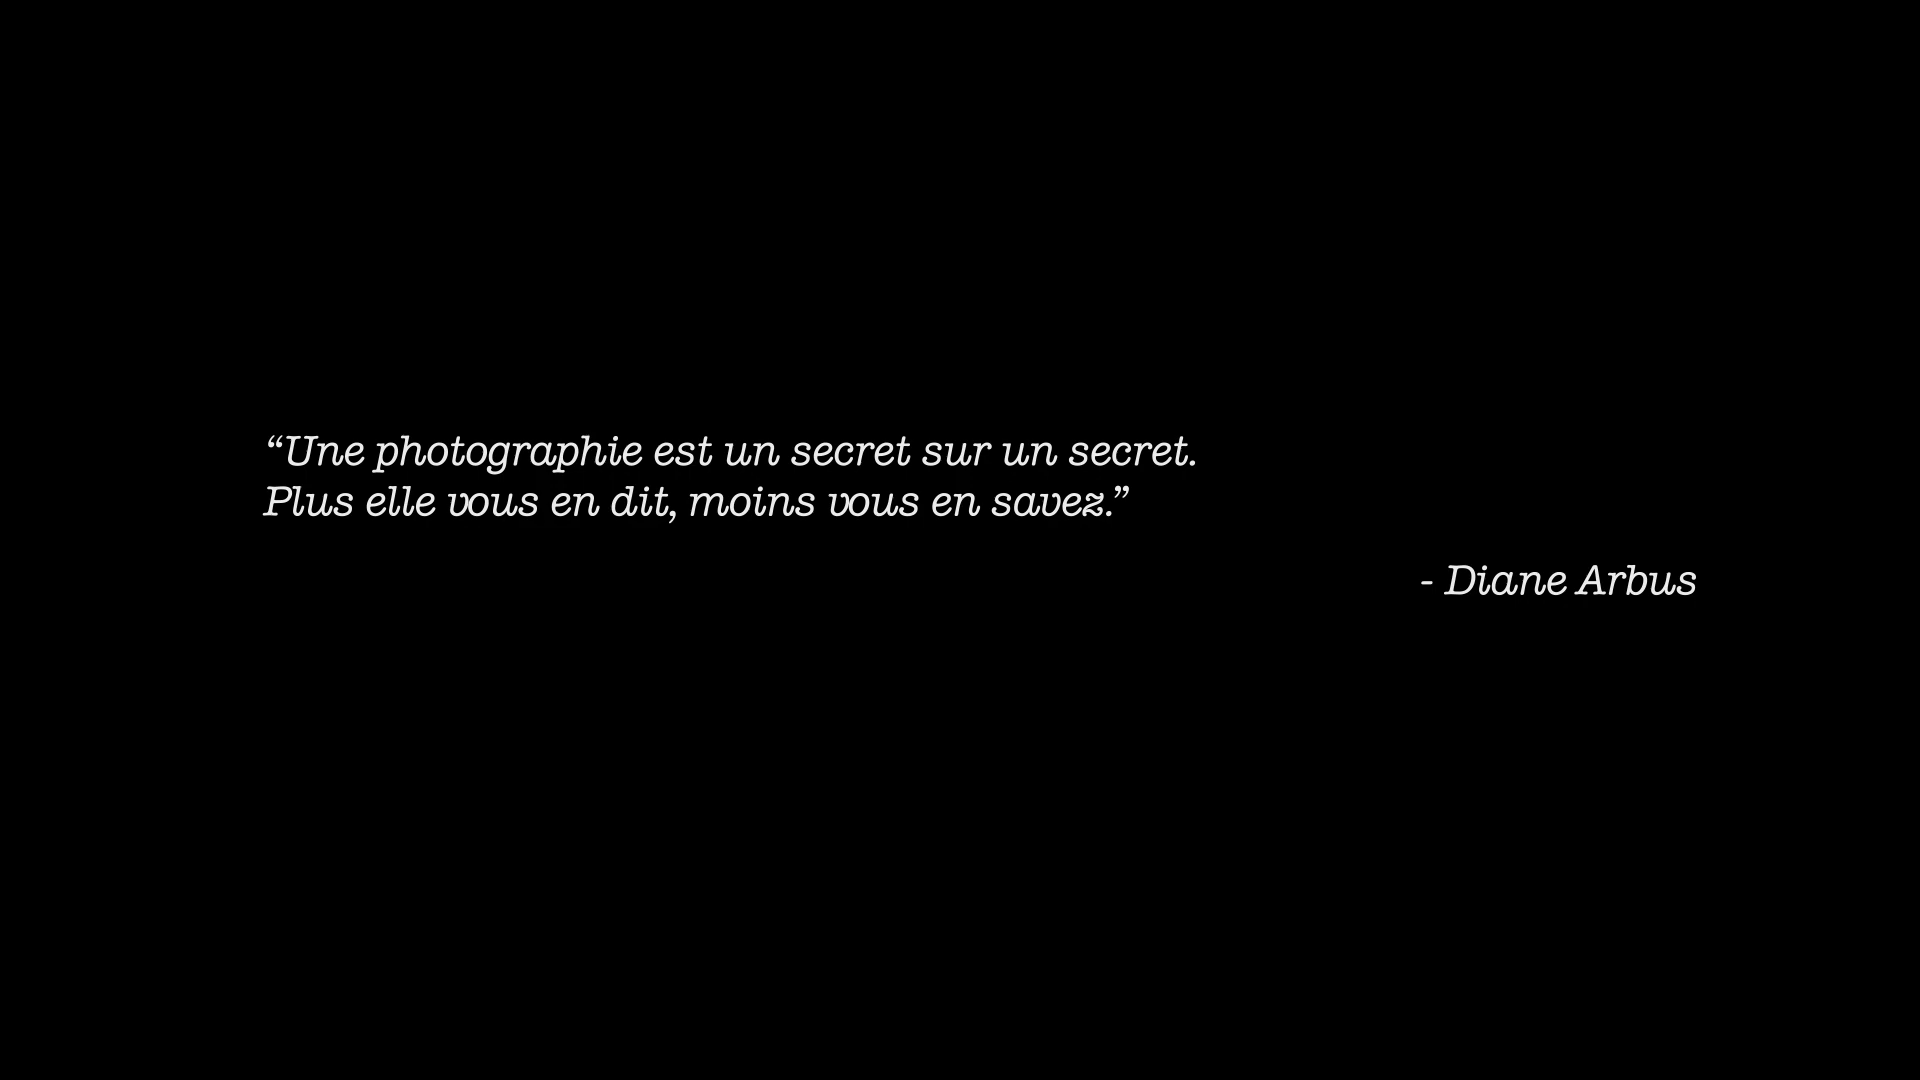 “Une photographie est un secret sur un secret.
Plus elle vous en dit, moins vous en savez.”
- Diane Arbus